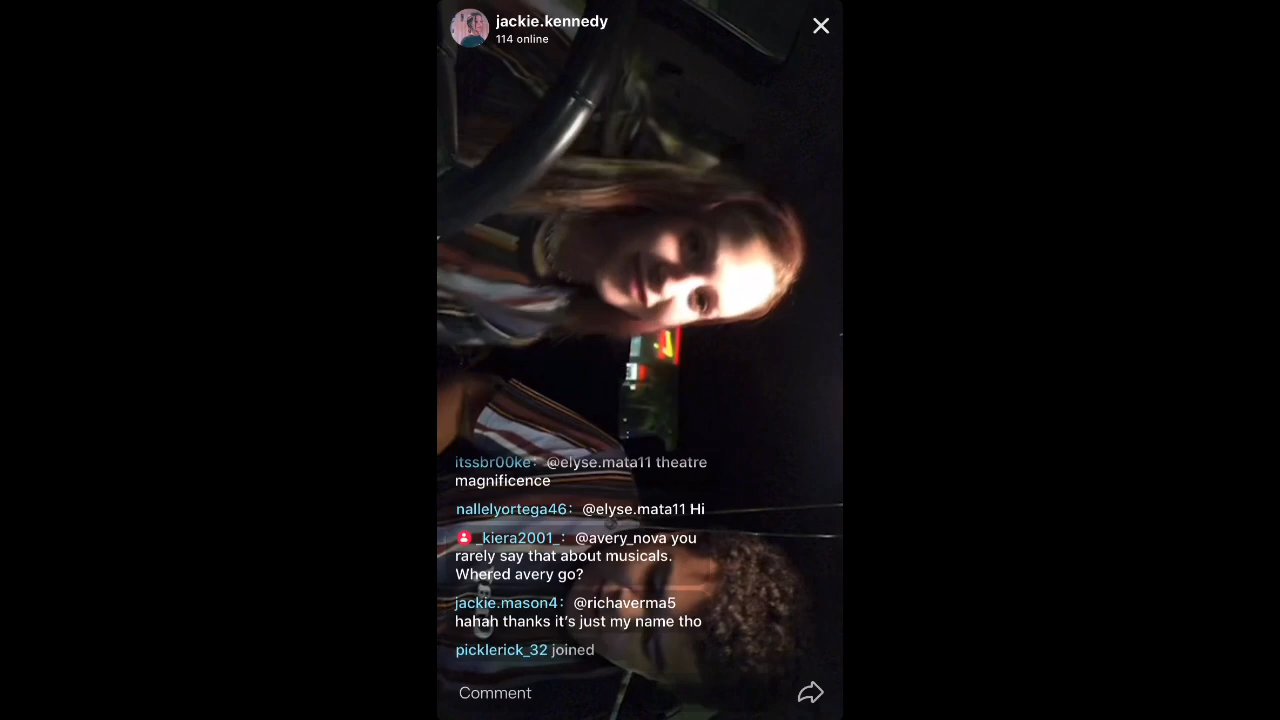 jackie.kennedy
114 online
itssbr00ke: @elyse.mata11 theatre
magnificence
nallelyortega46: @elyse.mata11 Hi
_kiera2001_: @avery_nova you
rarely say that about musicals.
Whered avery go?
jackie.mason4: @richaverma5
hahah thanks it's just my name tho
picklerick_32 joined
Comment